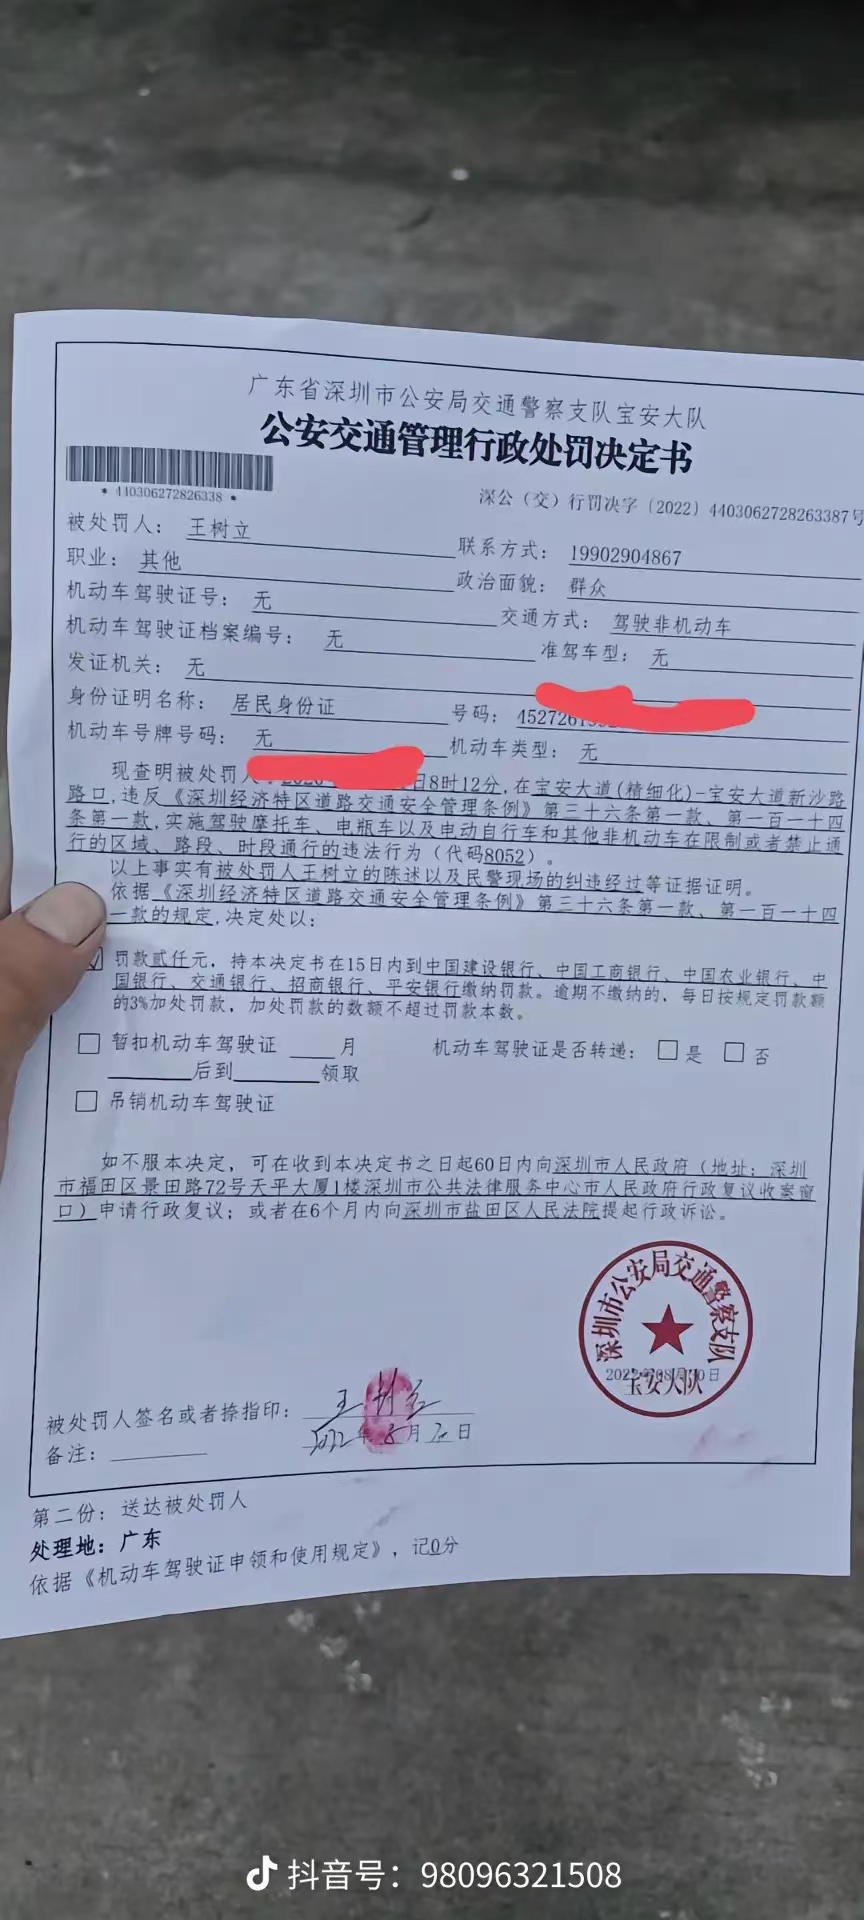 广东省深圳市公安局交通警察支队宝安大队
公安交通管理行政处罚决定书
* 440306272826338 *
深公（交）行罚决字〔2022〕4403062728263387号
被处罚人： 王树立
联系方式： 19902904867
职业： 其他
政治面貌： 群众
机动车驾驶证号： 无
交通方式： 驾驶非机动车
机动车驾驶证档案编号： 无
准驾车型： 无
发证机关： 无
身份证明名称： 居民身份证
号码： 4527261
机动车号牌号码： 无
机动车类型： 无
现查明被处罚人 日8时12分,在宝安大道(精细化)-宝安大道新沙路
路口,违反《深圳经济特区道路交通安全管理条例》第三十六条第一款、第一百一十四
条第一款,实施驾驶摩托车、电瓶车以及电动自行车和其他非机动车在限制或者禁止通
行的区域、路段、时段通行的违法行为（代码8052）。
以上事实有被处罚人王树立的陈述以及民警现场的纠违经过等证据证明。
依据《深圳经济特区道路交通安全管理条例》第三十六条第一款、第一百一十四
一款的规定,决定处以：
罚款贰仟元，持本决定书在15日内到中国建设银行、中国工商银行、中国农业银行、中
国银行、交通银行、招商银行、平安银行缴纳罚款。逾期不缴纳的，每日按规定罚款额
的3%加处罚款，加处罚款的数额不超过罚款本数。
暂扣机动车驾驶证 月 机动车驾驶证是否转递： 是 否
后到 领取
吊销机动车驾驶证
如不服本决定，可在收到本决定书之日起60日内向深圳市人民政府（地址：深圳
市福田区景田路72号天平大厦1楼深圳市公共法律服务中心市人民政府行政复议收案窗
口）申请行政复议；或者在6个月内向深圳市盐田区人民法院提起行政诉讼。
深圳市公安局交通警察支队
2022年08月 0日
宝安大队
被处罚人签名或者捺指印： 王树立
2022年8月 日
备注：
第二份：送达被处罚人
处理地：广东
依据《机动车驾驶证申领和使用规定》，记0分
抖音号：98096321508